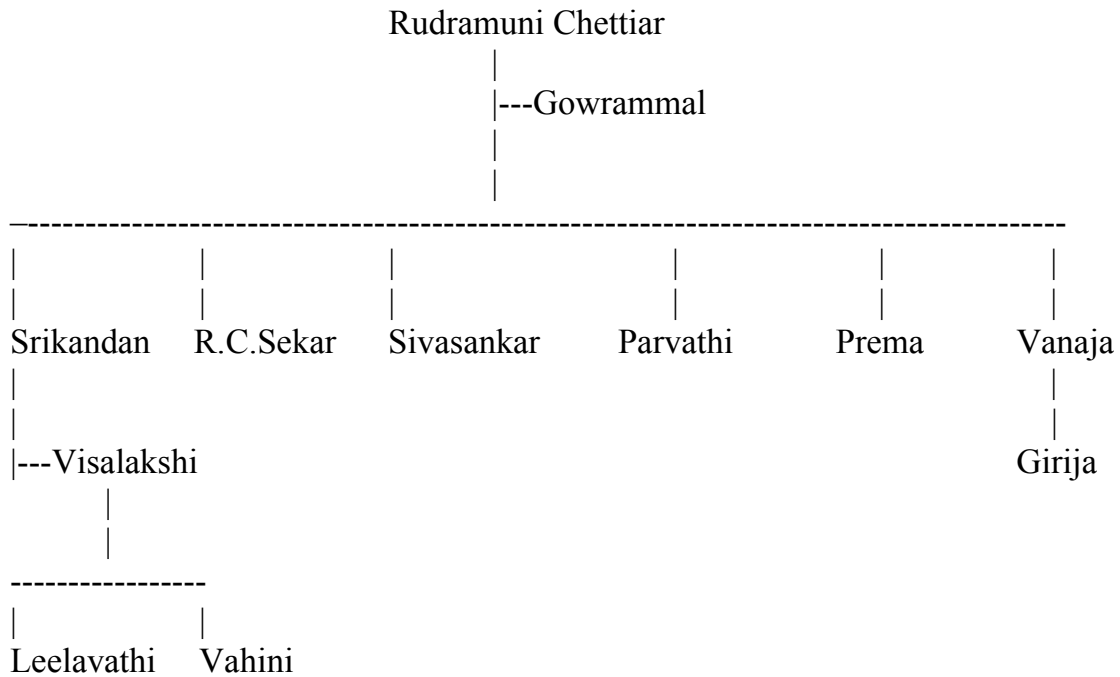 Rudramuni Chettiar
|
|---Gowrammal
|
|
–------------------------------------------------------------------------------------------
| | | | | |
| | | | | |
Srikandan R.C.Sekar Sivasankar Parvathi Prema Vanaja
| |
| |
|---Visalakshi Girija
|
|
-----------------
| |
Leelavathi Vahini